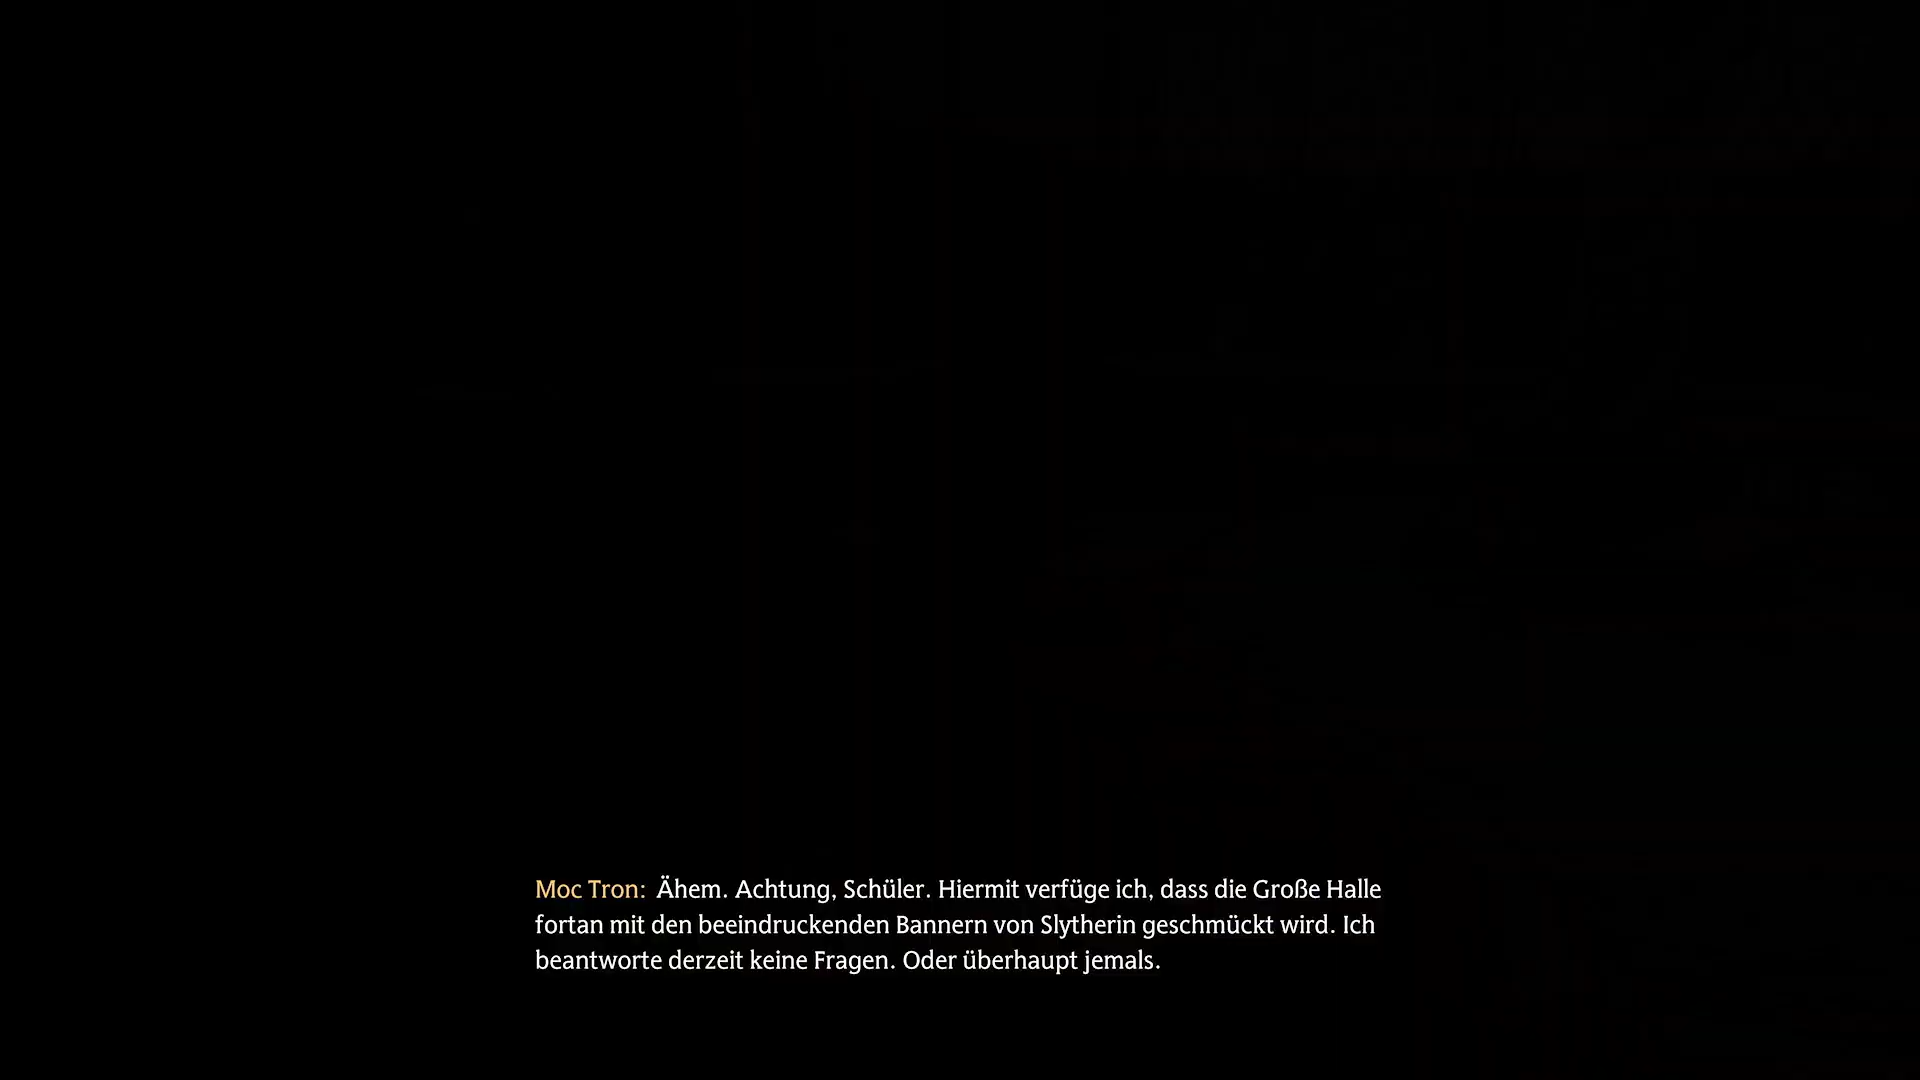 Moc Tron: Ähem. Achtung, Schüler. Hiermit verfüge ich, dass die Große Halle
fortan mit den beeindruckenden Bannern von Slytherin geschmückt wird. Ich
beantworte derzeit keine Fragen. Oder überhaupt jemals.